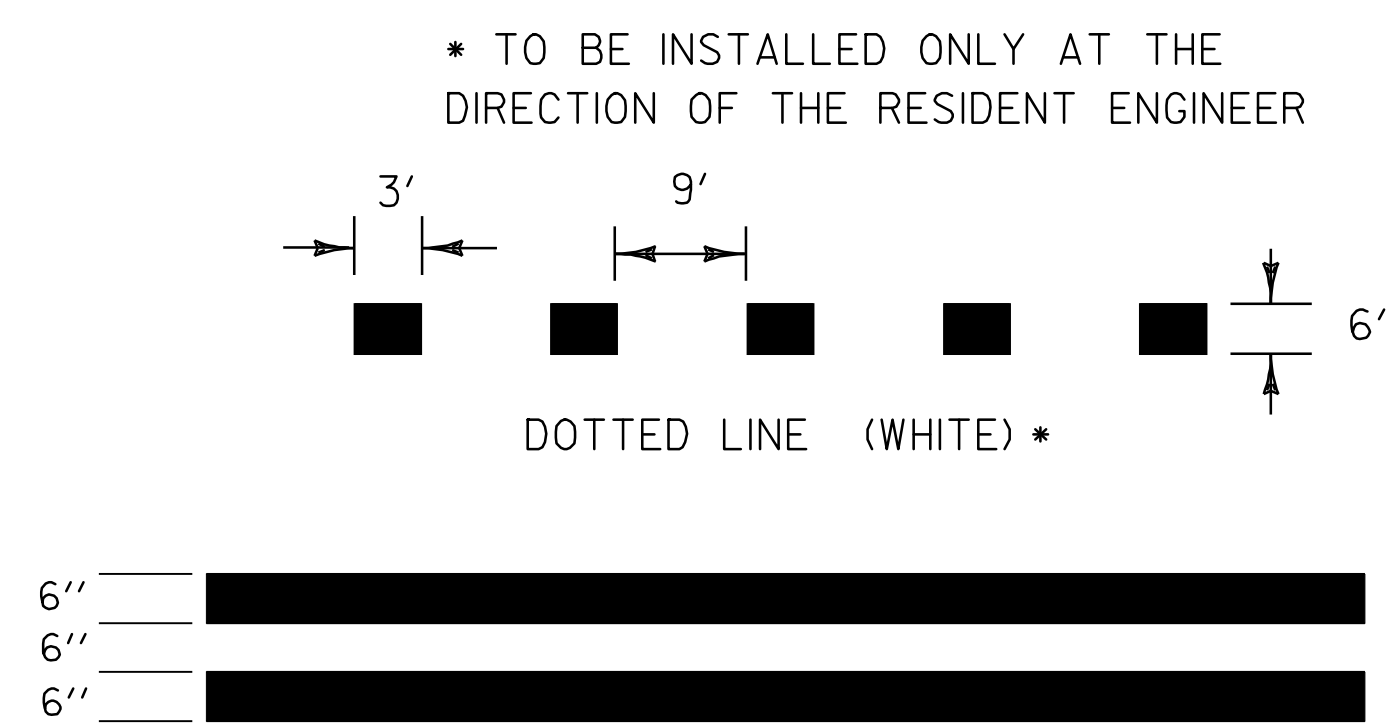 * TO BE INSTALLED ONLY AT THE
DIRECTION OF THE RESIDENT ENGINEER
3′
9′
6′
DOTTED LINE (WHITE) *
6′′
6′′
6′′